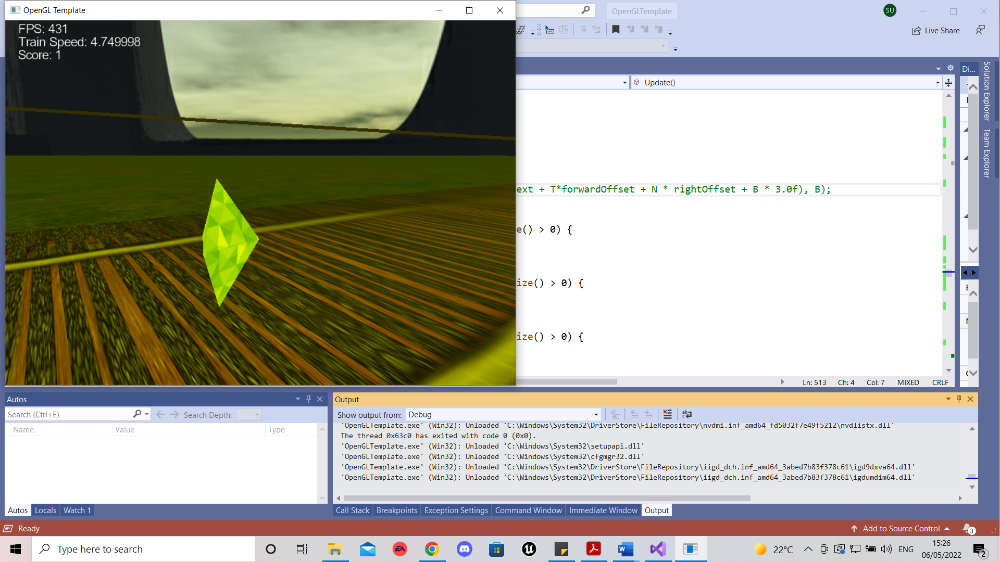 OpenGL Template
FPS: 431
Train Speed: 4.749998
Score: 1
OpenGLTemplate
SU
Live Share
Update()
ext + T*forwardOffset + N * rightOffset + B * 3.0f), B);
e() > 0) {
ize() > 0) {
ize() > 0) {
Ln: 513 Ch: 4 Col: 7 MIXED CRLF
Di...
Solution Explorer
Team Explorer
Autos
Search (Ctrl+E)
Search Depth:
Name Value Type
Autos Locals Watch 1
Output
Show output from: Debug
'OpenGLTemplate.exe' (Win32): Unloaded 'C:\Windows\System32\DriverStore\FileRepository\nvdmi.inf_amd64_fd5032f7e49f5212\nvdlistx.dll'
The thread 0x63c0 has exited with code 0 (0x0).
'OpenGLTemplate.exe' (Win32): Unloaded 'C:\Windows\System32\setupapi.dll'
'OpenGLTemplate.exe' (Win32): Unloaded 'C:\Windows\System32\cfgmgr32.dll'
'OpenGLTemplate.exe' (Win32): Unloaded 'C:\Windows\System32\DriverStore\FileRepository\iigd_dch.inf_amd64_3abed7b83f378c61\igd9dxva64.dll'
'OpenGLTemplate.exe' (Win32): Unloaded 'C:\Windows\System32\DriverStore\FileRepository\iigd_dch.inf_amd64_3abed7b83f378c61\igdumdim64.dll'
Call Stack Breakpoints Exception Settings Command Window Immediate Window Output
Ready
Add to Source Control
3
Type here to search
EA
22°C
ENG
15:26
06/05/2022
2